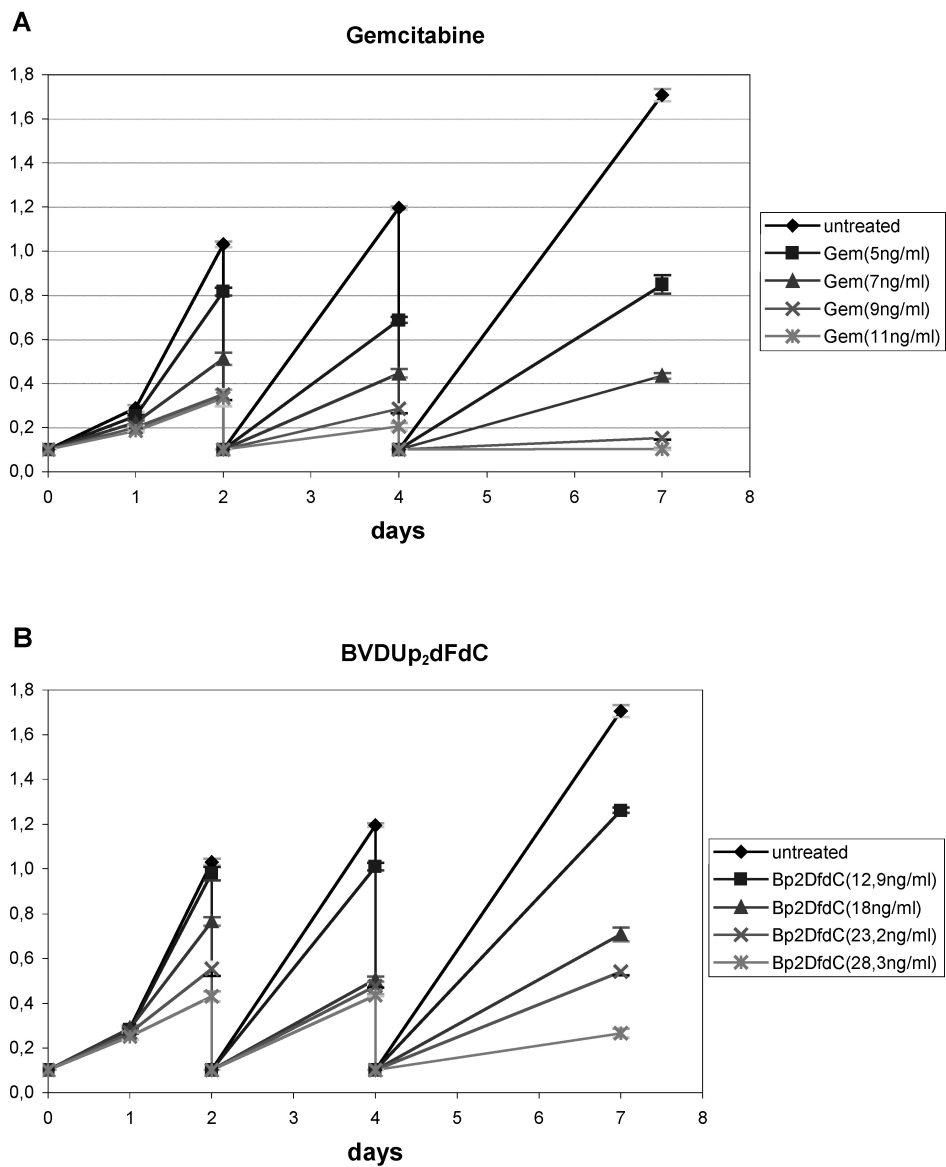 A
Gemcitabine
1,8
1,6
1,4
1,2
1,0
0,8
0,6
0,4
0,2
0,0
0 1 2 3 4 5 6 7 8
days
untreated
Gem(5ng/ml)
Gem(7ng/ml)
Gem(9ng/ml)
Gem(11ng/ml)
B
BVDUp₂dFdC
1,8
1,6
1,4
1,2
1,0
0,8
0,6
0,4
0,2
0,0
0 1 2 3 4 5 6 7 8
days
untreated
Bp2DfdC(12,9ng/ml)
Bp2DfdC(18ng/ml)
Bp2DfdC(23,2ng/ml)
Bp2DfdC(28,3ng/ml)